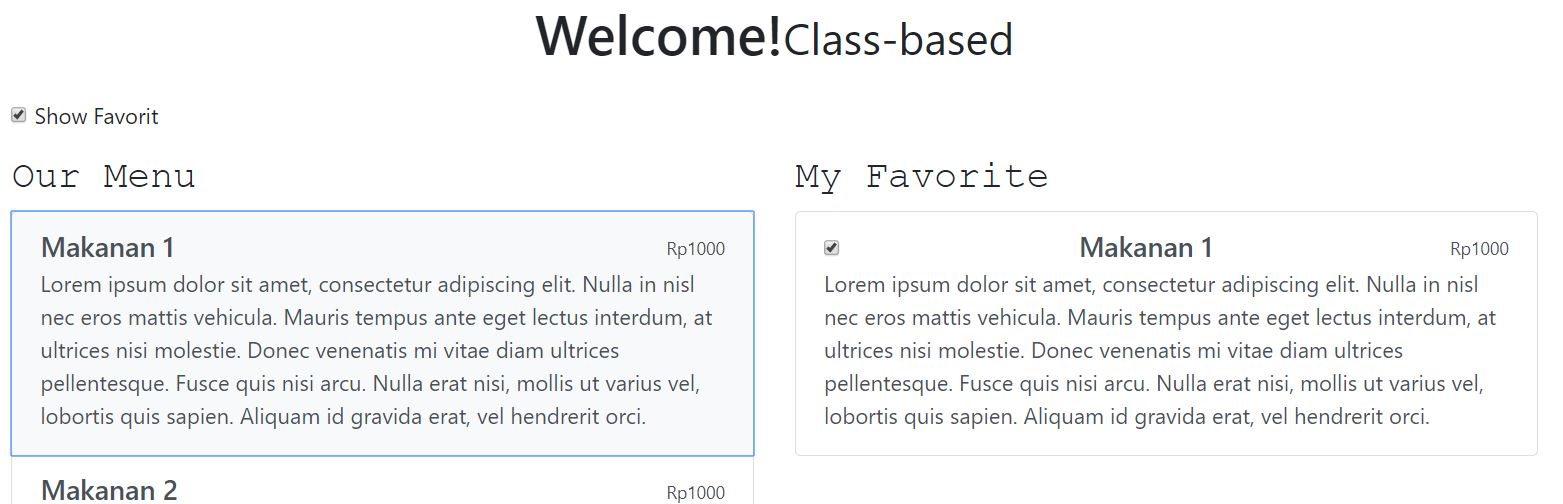 Welcome!Class-based
Show Favorit
Our Menu
Makanan 1 Rp1000
Lorem ipsum dolor sit amet, consectetur adipiscing elit. Nulla in nisl
nec eros mattis vehicula. Mauris tempus ante eget lectus interdum, at
ultrices nisi molestie. Donec venenatis mi vitae diam ultrices
pellentesque. Fusce quis nisi arcu. Nulla erat nisi, mollis ut varius vel,
lobortis quis sapien. Aliquam id gravida erat, vel hendrerit orci.
Makanan 2 Rp1000
My Favorite
Makanan 1 Rp1000
Lorem ipsum dolor sit amet, consectetur adipiscing elit. Nulla in nisl
nec eros mattis vehicula. Mauris tempus ante eget lectus interdum, at
ultrices nisi molestie. Donec venenatis mi vitae diam ultrices
pellentesque. Fusce quis nisi arcu. Nulla erat nisi, mollis ut varius vel,
lobortis quis sapien. Aliquam id gravida erat, vel hendrerit orci.